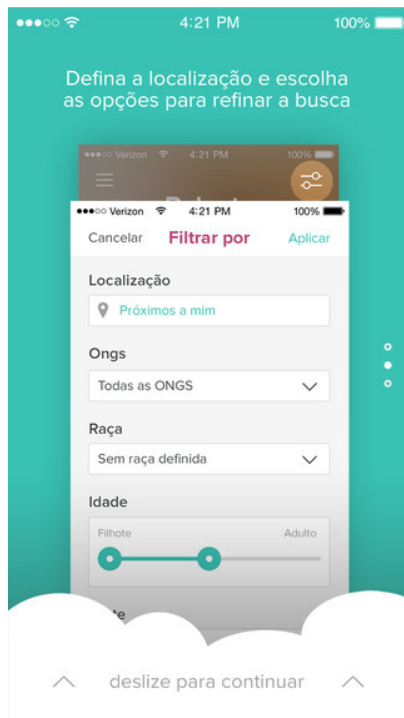 4:21 PM 100%
Defina a localização e escolha
as opções para refinar a busca
Verizon 4:21 PM 100%
Verizon 4:21 PM 100%
Cancelar Filtrar por Aplicar
Localização
Próximos a mim
Ongs
Todas as ONGS
Raça
Sem raça definida
Idade
Filhote Adulto
deslize para continuar